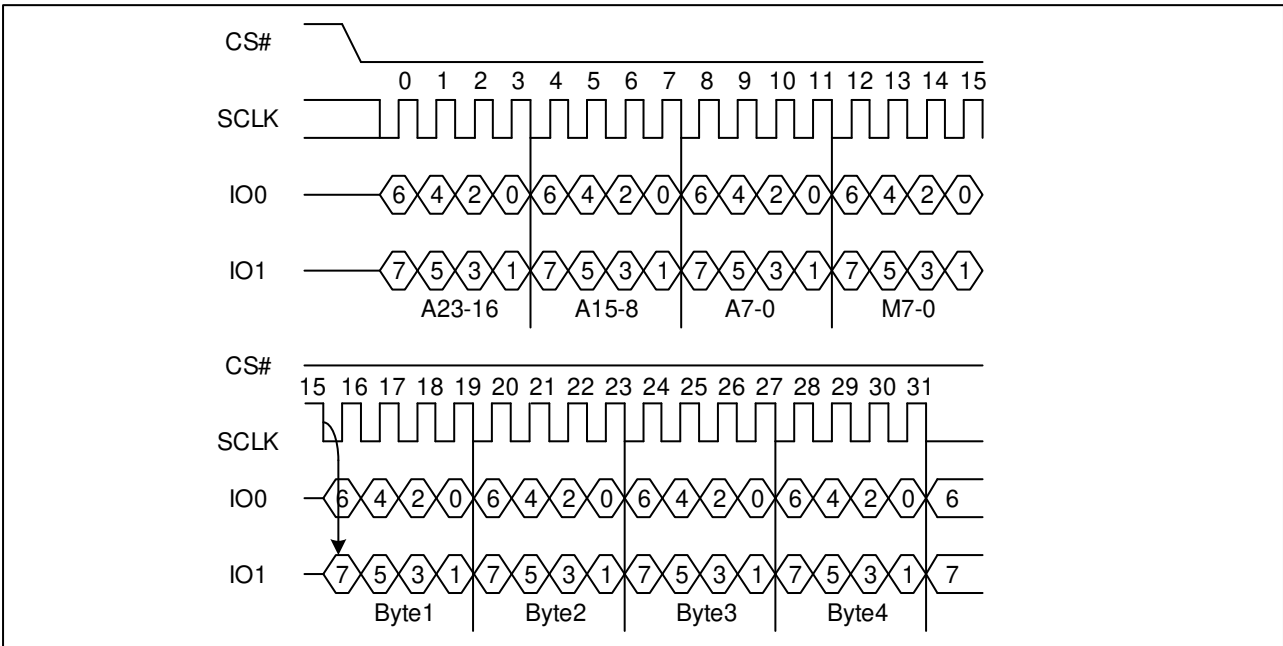 CS#
0 1 2 3 4 5 6 7 8 9 10 11 12 13 14 15
SCLK
IO0 6 4 2 0 6 4 2 0 6 4 2 0 6 4 2 0
IO1 7 5 3 1 7 5 3 1 7 5 3 1 7 5 3 1
A23-16 A15-8 A7-0 M7-0
CS#
15 16 17 18 19 20 21 22 23 24 25 26 27 28 29 30 31
SCLK
IO0 6 4 2 0 6 4 2 0 6 4 2 0 6 4 2 0 6
IO1 7 5 3 1 7 5 3 1 7 5 3 1 7 5 3 1 7
Byte1 Byte2 Byte3 Byte4